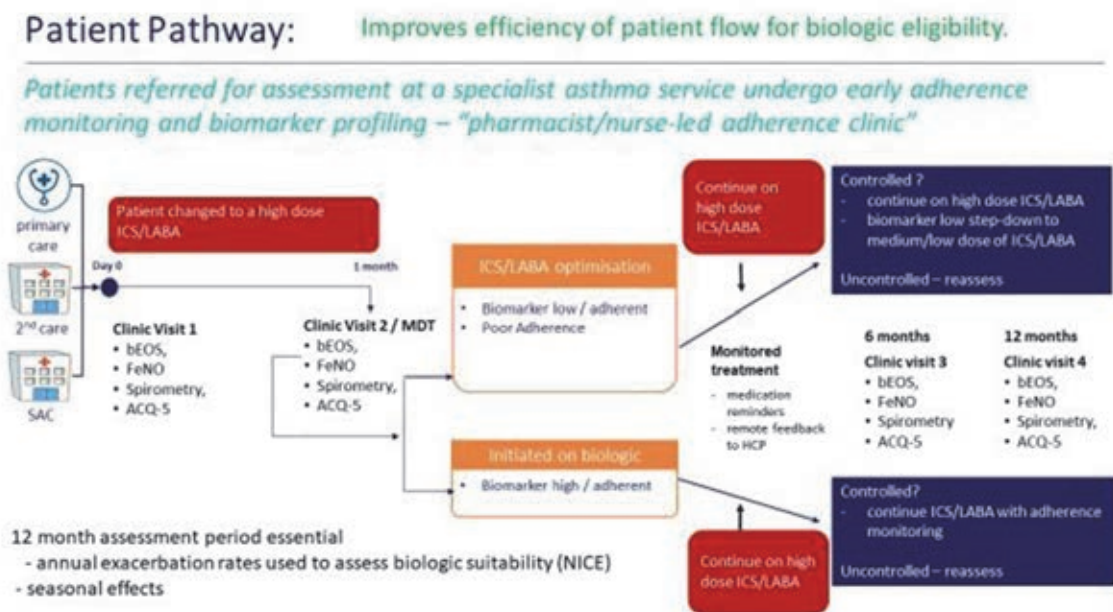 Patient Pathway:
Improves efficiency of patient flow for biologic eligibility.
Patients referred for assessment at a specialist asthma service undergo early adherence
monitoring and biomarker profiling – “pharmacist/nurse-led adherence clinic”
primary
care
2nd care
SAC
Patient changed to a high dose
ICS/LABA
Day 0
1 month
Clinic Visit 1
• bEOS,
• FeNO
• Spirometry,
• ACQ-5
Clinic Visit 2 / MDT
• bEOS,
• FeNO
• Spirometry,
• ACQ-5
ICS/LABA optimisation
• Biomarker low / adherent
• Poor Adherence
Initiated on biologic
• Biomarker high / adherent
Continue on
high dose
ICS/LABA
Monitored
treatment
- medication
reminders
- remote feedback
to HCP
Continue on high
dose ICS/LABA
Controlled ?
- continue on high dose ICS/LABA
- biomarker low step-down to
medium/low dose of ICS/LABA
Uncontrolled – reassess
6 months
Clinic visit 3
• bEOS,
• FeNO
• Spirometry
• ACQ-5
12 months
Clinic visit 4
• bEOS,
• FeNO
• Spirometry,
• ACQ-5
Controlled?
- continue ICS/LABA with adherence
monitoring
Uncontrolled – reassess
12 month assessment period essential
- annual exacerbation rates used to assess biologic suitability (NICE)
- seasonal effects